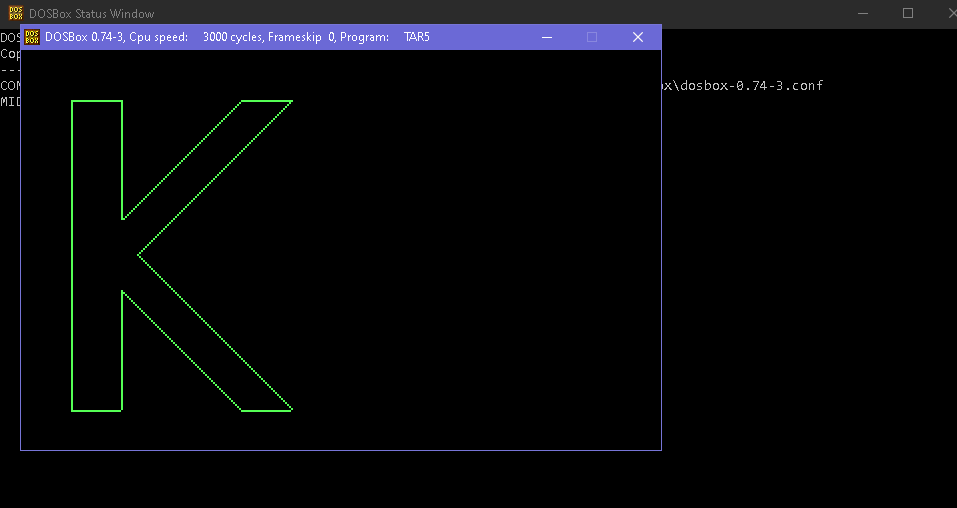 DOSBox Status Window
DOSBox 0.74-3, Cpu speed: 3000 cycles, Frameskip 0, Program: TAR5
DOS
Cop
---
CON
x\dosbox-0.74-3.conf
MID
K